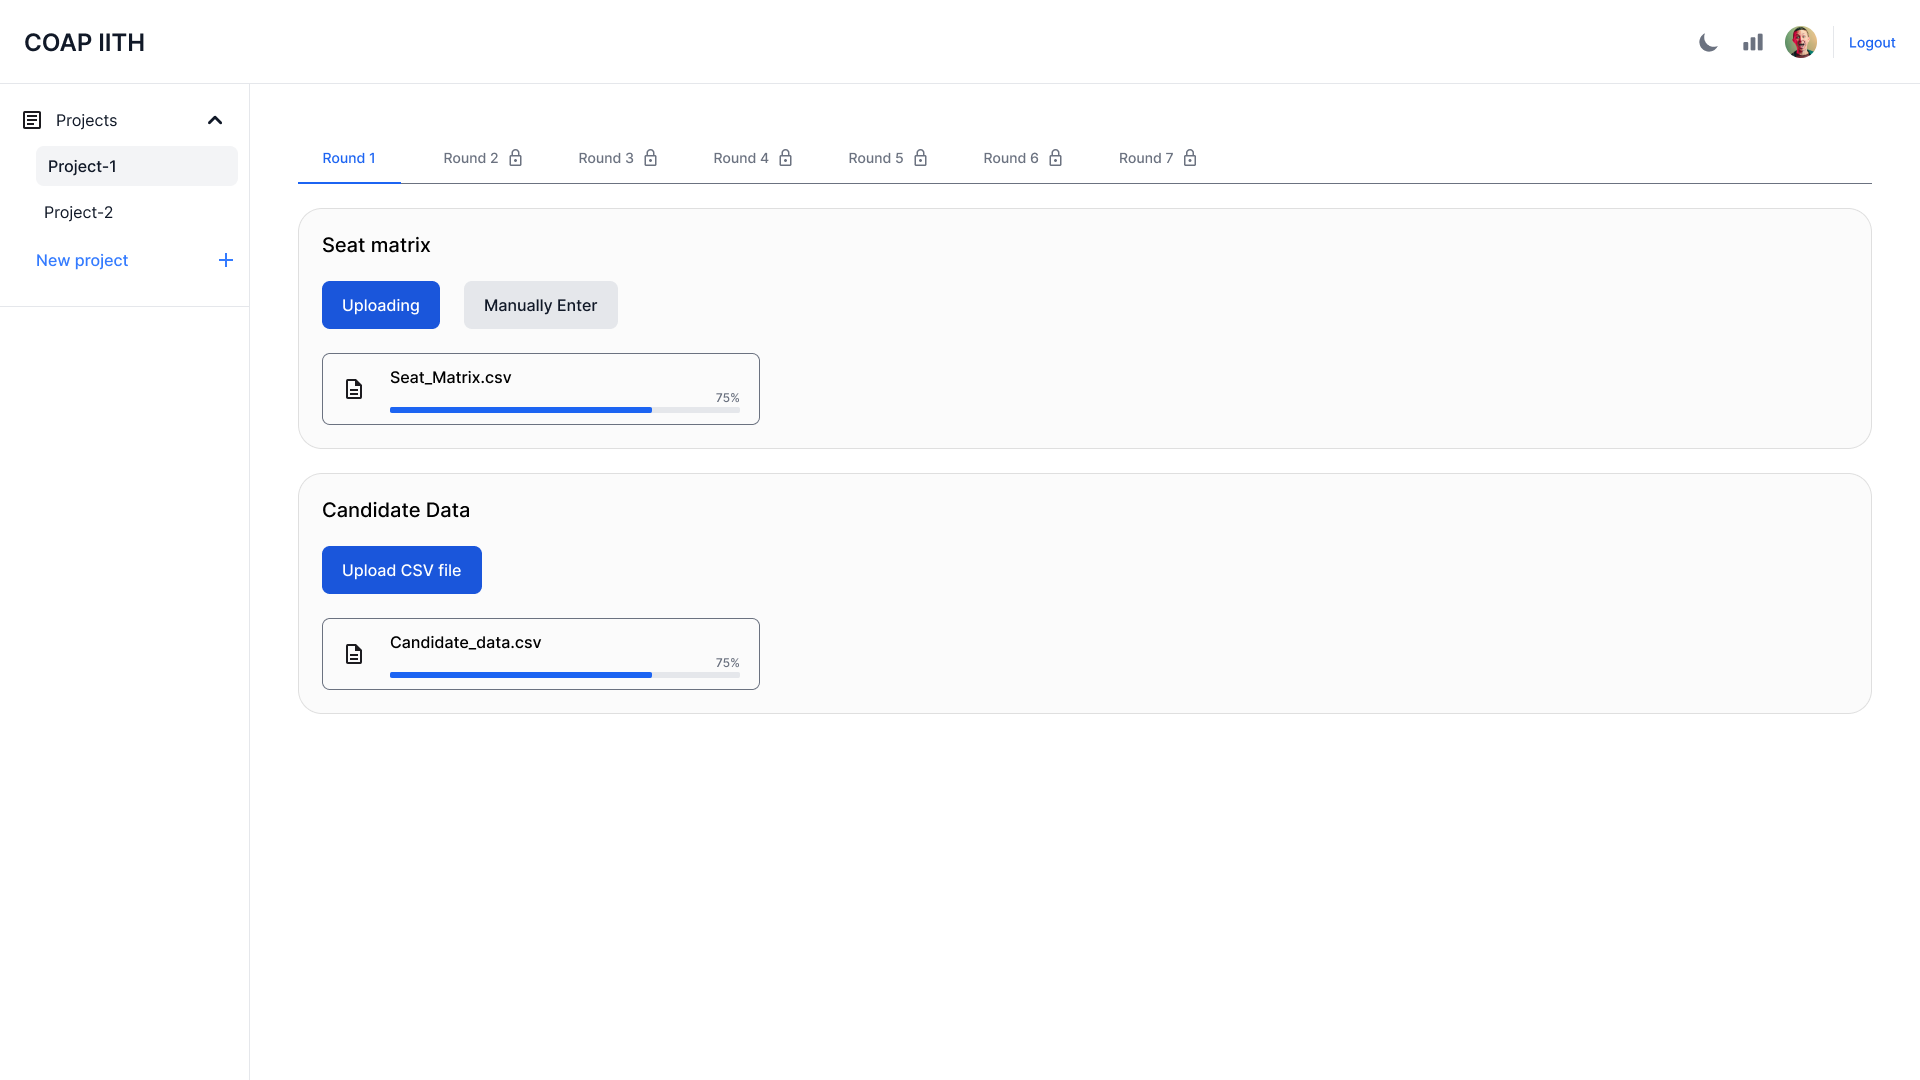 COAP IITH
Logout
Projects
Project-1
Project-2
New project
Round 1 Round 2 Round 3 Round 4 Round 5 Round 6 Round 7
Seat matrix
Uploading Manually Enter
Seat_Matrix.csv
75%
Candidate Data
Upload CSV file
Candidate_data.csv
75%